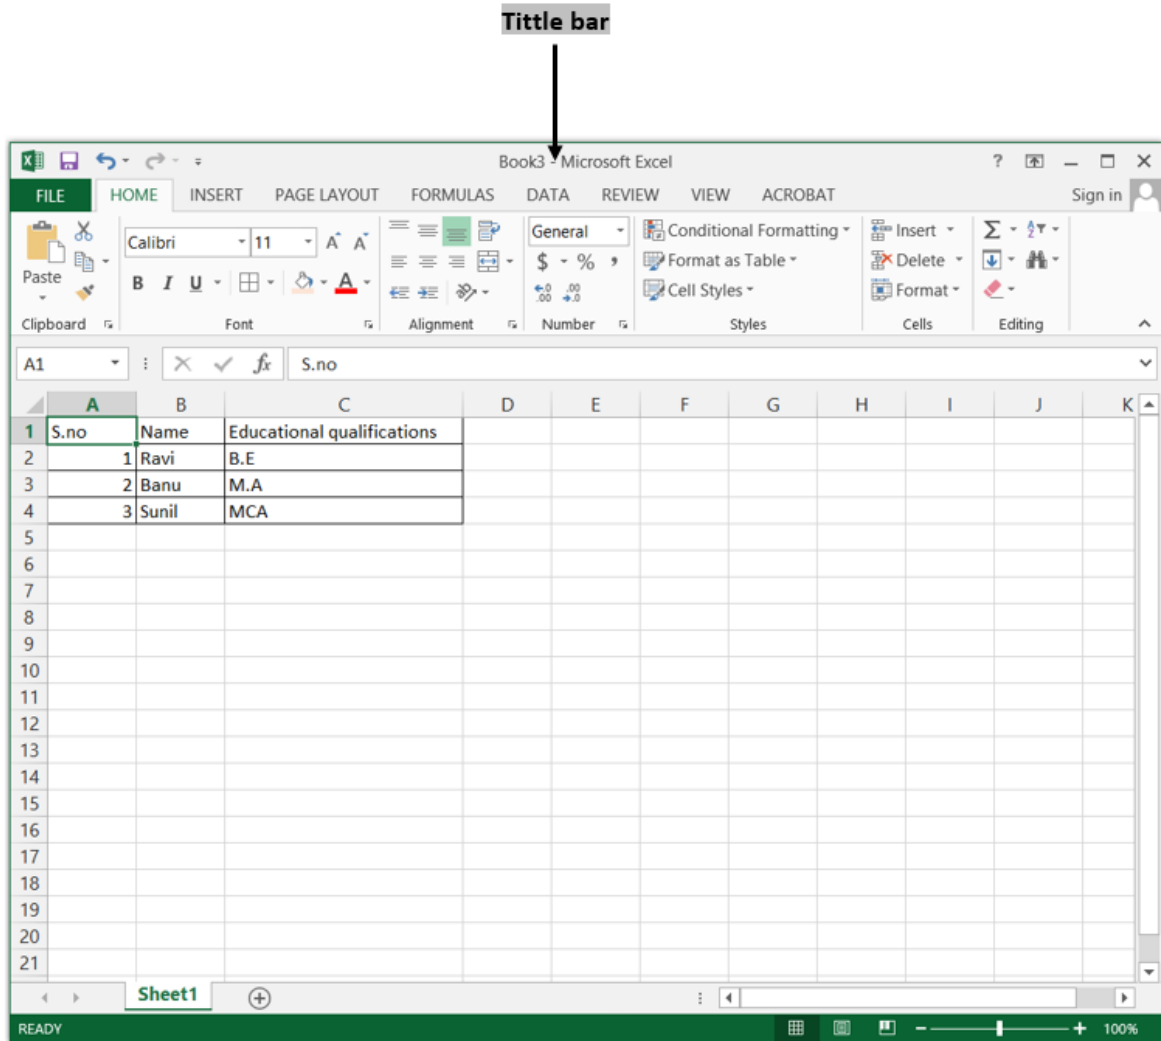 Tittle bar
Book3 - Microsoft Excel ?
FILE HOME INSERT PAGE LAYOUT FORMULAS DATA REVIEW VIEW ACROBAT Sign in
Paste
Calibri 11 A A
B I U A
General
$ % ,
.0 .00
.00 .0
Conditional Formatting
Format as Table
Cell Styles
Insert
Delete
Format
Σ A Z
Clipboard Font Alignment Number Styles Cells Editing
A1 fx S.no
A B C D E F G H I J K
1 S.no Name Educational qualifications
2 1 Ravi B.E
3 2 Banu M.A
4 3 Sunil MCA
5
6
7
8
9
10
11
12
13
14
15
16
17
18
19
20
21
Sheet1
READY 100%